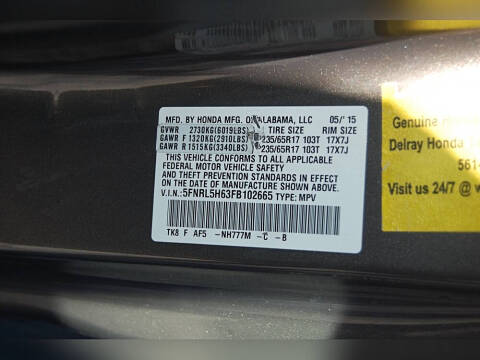 MFD. BY HONDA MFG. OF ALABAMA, LLC 05/'15
GVWR 2730KG(6019LBS) TIRE SIZE RIM SIZE
GAWR F 1320KG(2910LBS) 235/65R17 103T 17X7J
GAWR R 1515KG(3340LBS) 235/65R17 103T 17X7J
THIS VEHICLE CONFORMS TO ALL APPLICABLE
FEDERAL MOTOR VEHICLE SAFETY AND
THEFT PREVENTION STANDARDS IN EFFECT ON THE
DATE OF MANUFACTURE SHOWN ABOVE.
V.I.N.:5FNRL5H63FB102665 TYPE: MPV
TK8 F AF5 -NH777M -C -B
Genuine
Delray Honda
561
Visit us 24/7 @